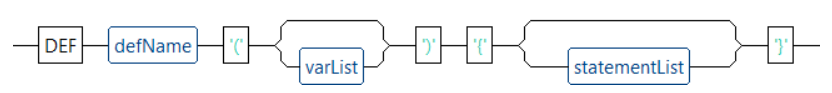 DEF defName '(' varList ')' '{' statementList '}'